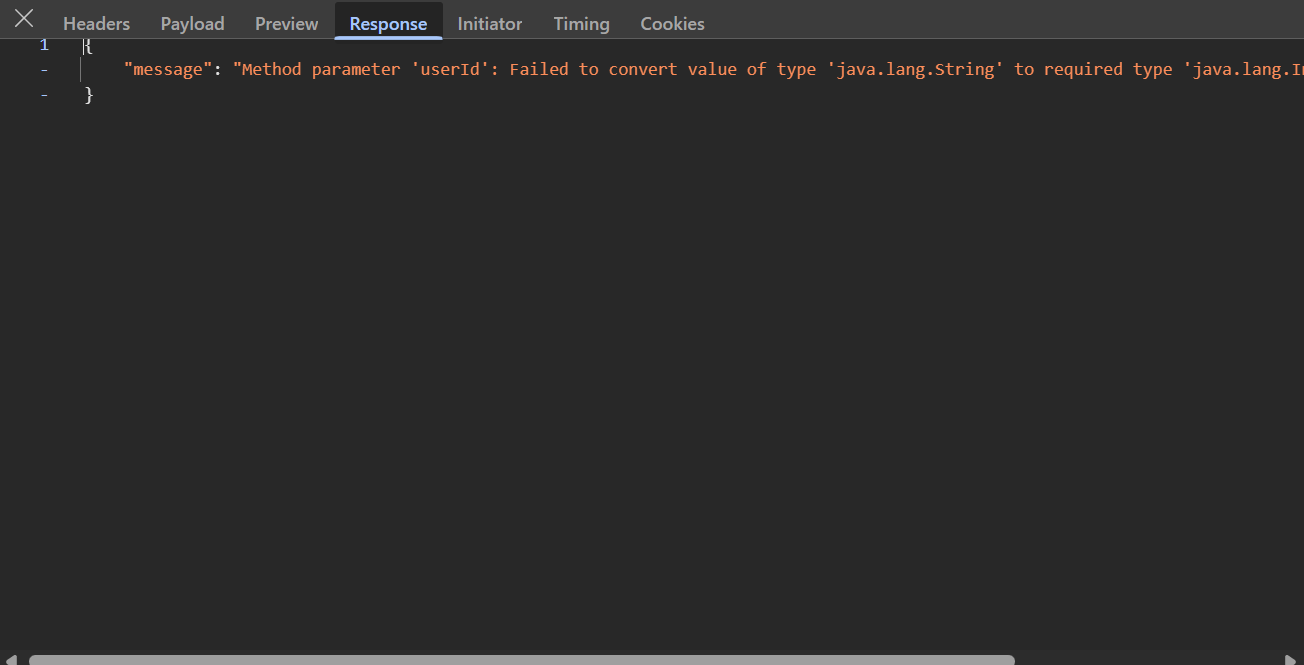 Headers Payload Preview Response Initiator Timing Cookies
1 {
- "message": "Method parameter 'userId': Failed to convert value of type 'java.lang.String' to required type 'java.lang.
- }